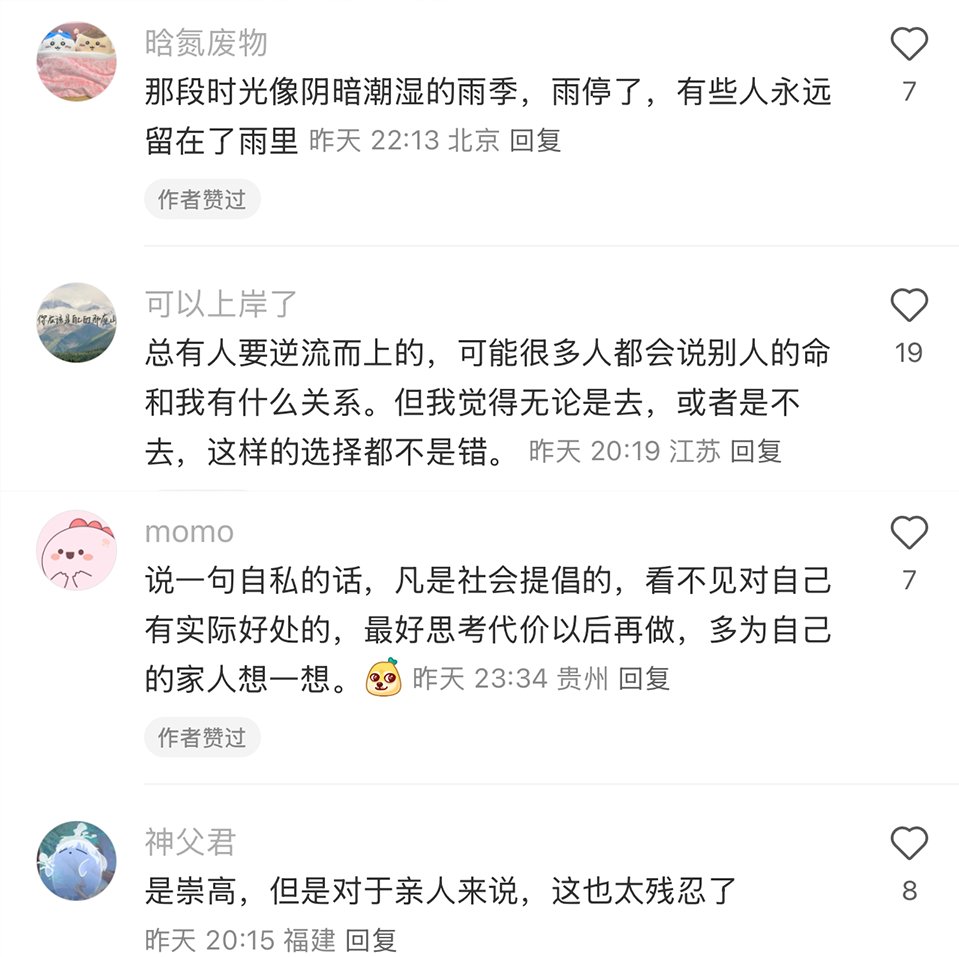 晗氮废物
那段时光像阴暗潮湿的雨季，雨停了，有些人永远
留在了雨里 昨天 22:13 北京 回复
7
作者赞过
可以上岸了
总有人要逆流而上的，可能很多人都会说别人的命
和我有什么关系。但我觉得无论是去，或者是不
去，这样的选择都不是错。 昨天 20:19 江苏 回复
19
momo
说一句自私的话，凡是社会提倡的，看不见对自己
有实际好处的，最好思考代价以后再做，多为自己
的家人想一想。 昨天 23:34 贵州 回复
7
作者赞过
神父君
是崇高，但是对于亲人来说，这也太残忍了
昨天 20:15 福建 回复
8